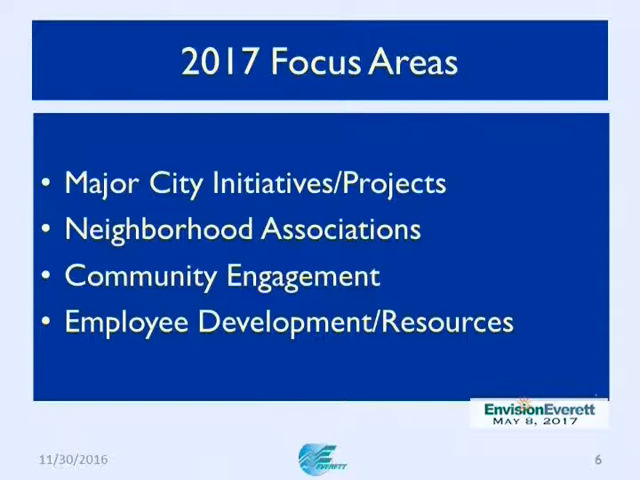 2017 Focus Areas
• Major City Initiatives/Projects
• Neighborhood Associations
• Community Engagement
• Employee Development/Resources
EnvisionEverett
MAY 8, 2017
11/30/2016
EVERETT
6